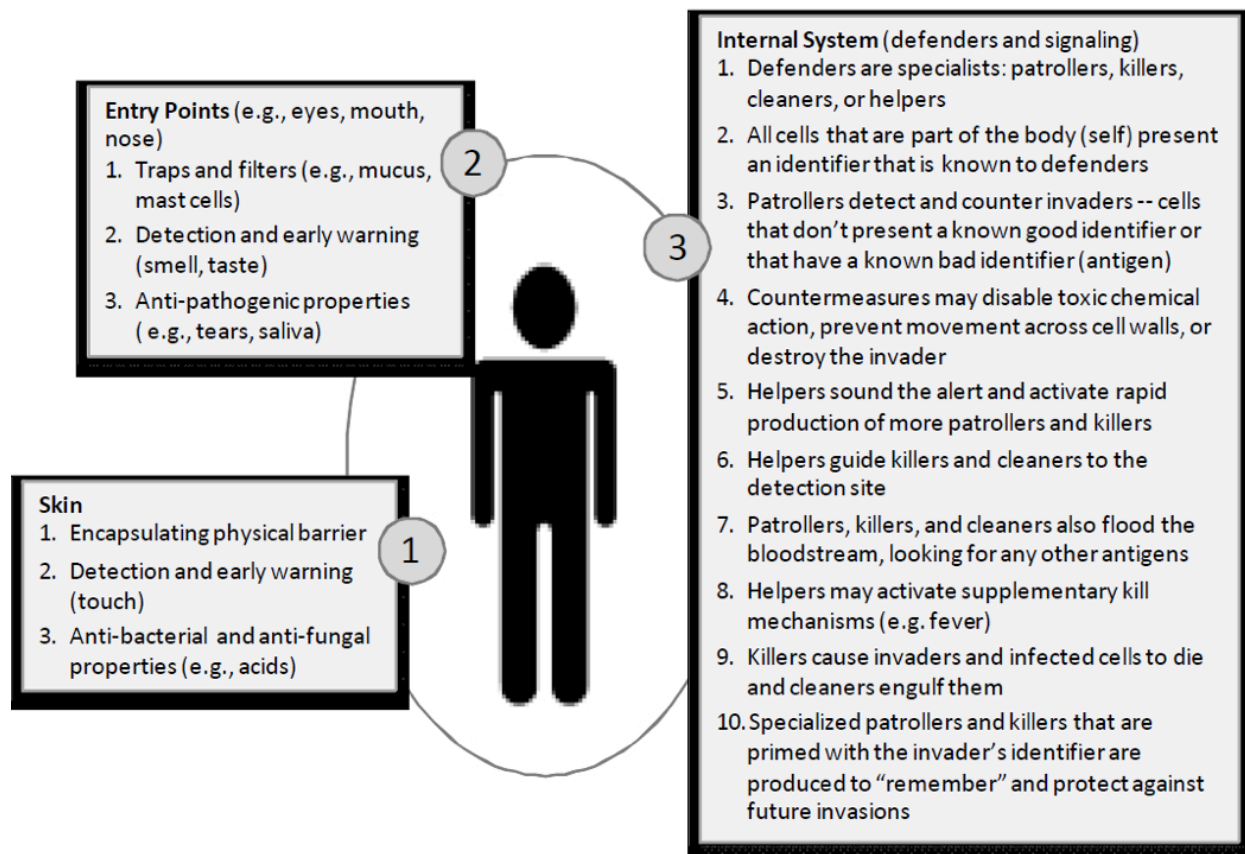 Entry Points (e.g., eyes, mouth,
nose)
1. Traps and filters (e.g., mucus,
mast cells)
2. Detection and early warning
(smell, taste)
3. Anti-pathogenic properties
( e.g., tears, saliva)
2
Skin
1. Encapsulating physical barrier
2. Detection and early warning
(touch)
3. Anti-bacterial and anti-fungal
properties (e.g., acids)
1
3
Internal System (defenders and signaling)
1. Defenders are specialists: patrollers, killers,
cleaners, or helpers
2. All cells that are part of the body (self) present
an identifier that is known to defenders
3. Patrollers detect and counter invaders -- cells
that don’t present a known good identifier or
that have a known bad identifier (antigen)
4. Countermeasures may disable toxic chemical
action, prevent movement across cell walls, or
destroy the invader
5. Helpers sound the alert and activate rapid
production of more patrollers and killers
6. Helpers guide killers and cleaners to the
detection site
7. Patrollers, killers, and cleaners also flood the
bloodstream, looking for any other antigens
8. Helpers may activate supplementary kill
mechanisms (e.g. fever)
9. Killers cause invaders and infected cells to die
and cleaners engulf them
10. Specialized patrollers and killers that are
primed with the invader’s identifier are
produced to “remember” and protect against
future invasions